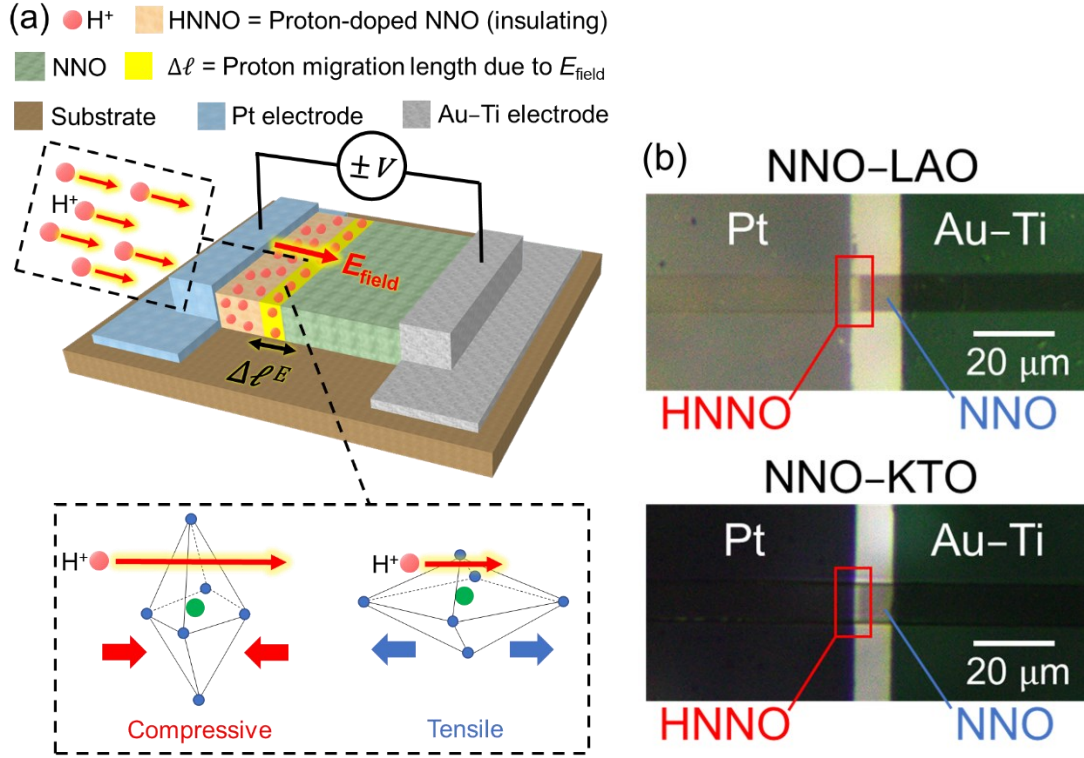 (a) H⁺ HNNO = Proton-doped NNO (insulating)
NNO Δℓ = Proton migration length due to E_field
Substrate Pt electrode Au–Ti electrode
± V
H⁺
E_field
Δℓ^E
H⁺ H⁺
Compressive Tensile
(b)
NNO–LAO
Pt Au–Ti
20 μm
HNNO NNO
NNO–KTO
Pt Au–Ti
20 μm
HNNO NNO